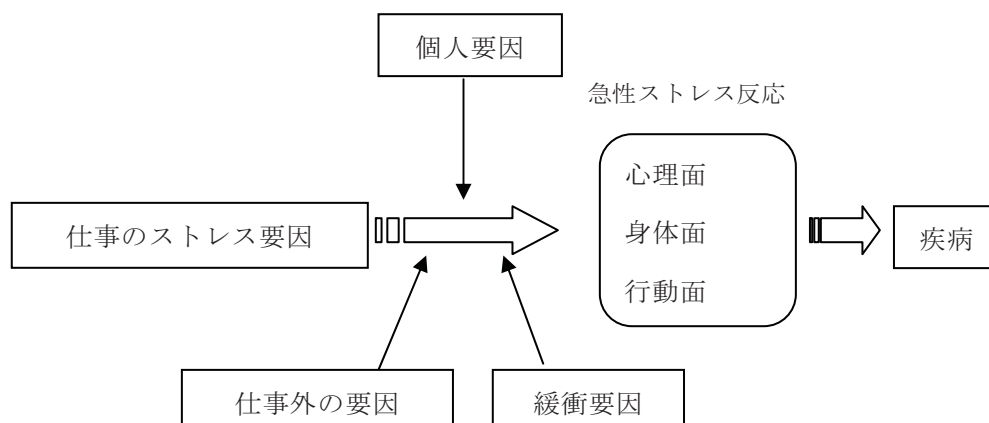 個人要因
急性ストレス反応
心理面
身体面
行動面
仕事のストレス要因
疾病
仕事外の要因
緩衝要因